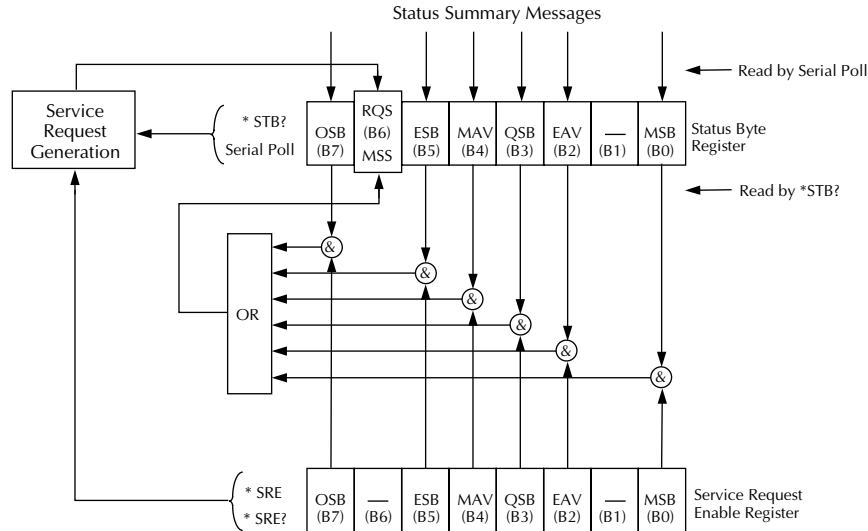 Status Summary Messages
Read by Serial Poll
Service
Request
Generation
* STB?
Serial Poll
OSB
(B7)
RQS
(B6)
MSS
ESB
(B5)
MAV
(B4)
QSB
(B3)
EAV
(B2)
—
(B1)
MSB
(B0)
Status Byte
Register
Read by *STB?
&
&
&
&
&
&
OR
* SRE
* SRE?
OSB
(B7)
—
(B6)
ESB
(B5)
MAV
(B4)
QSB
(B3)
EAV
(B2)
—
(B1)
MSB
(B0)
Service Request
Enable Register